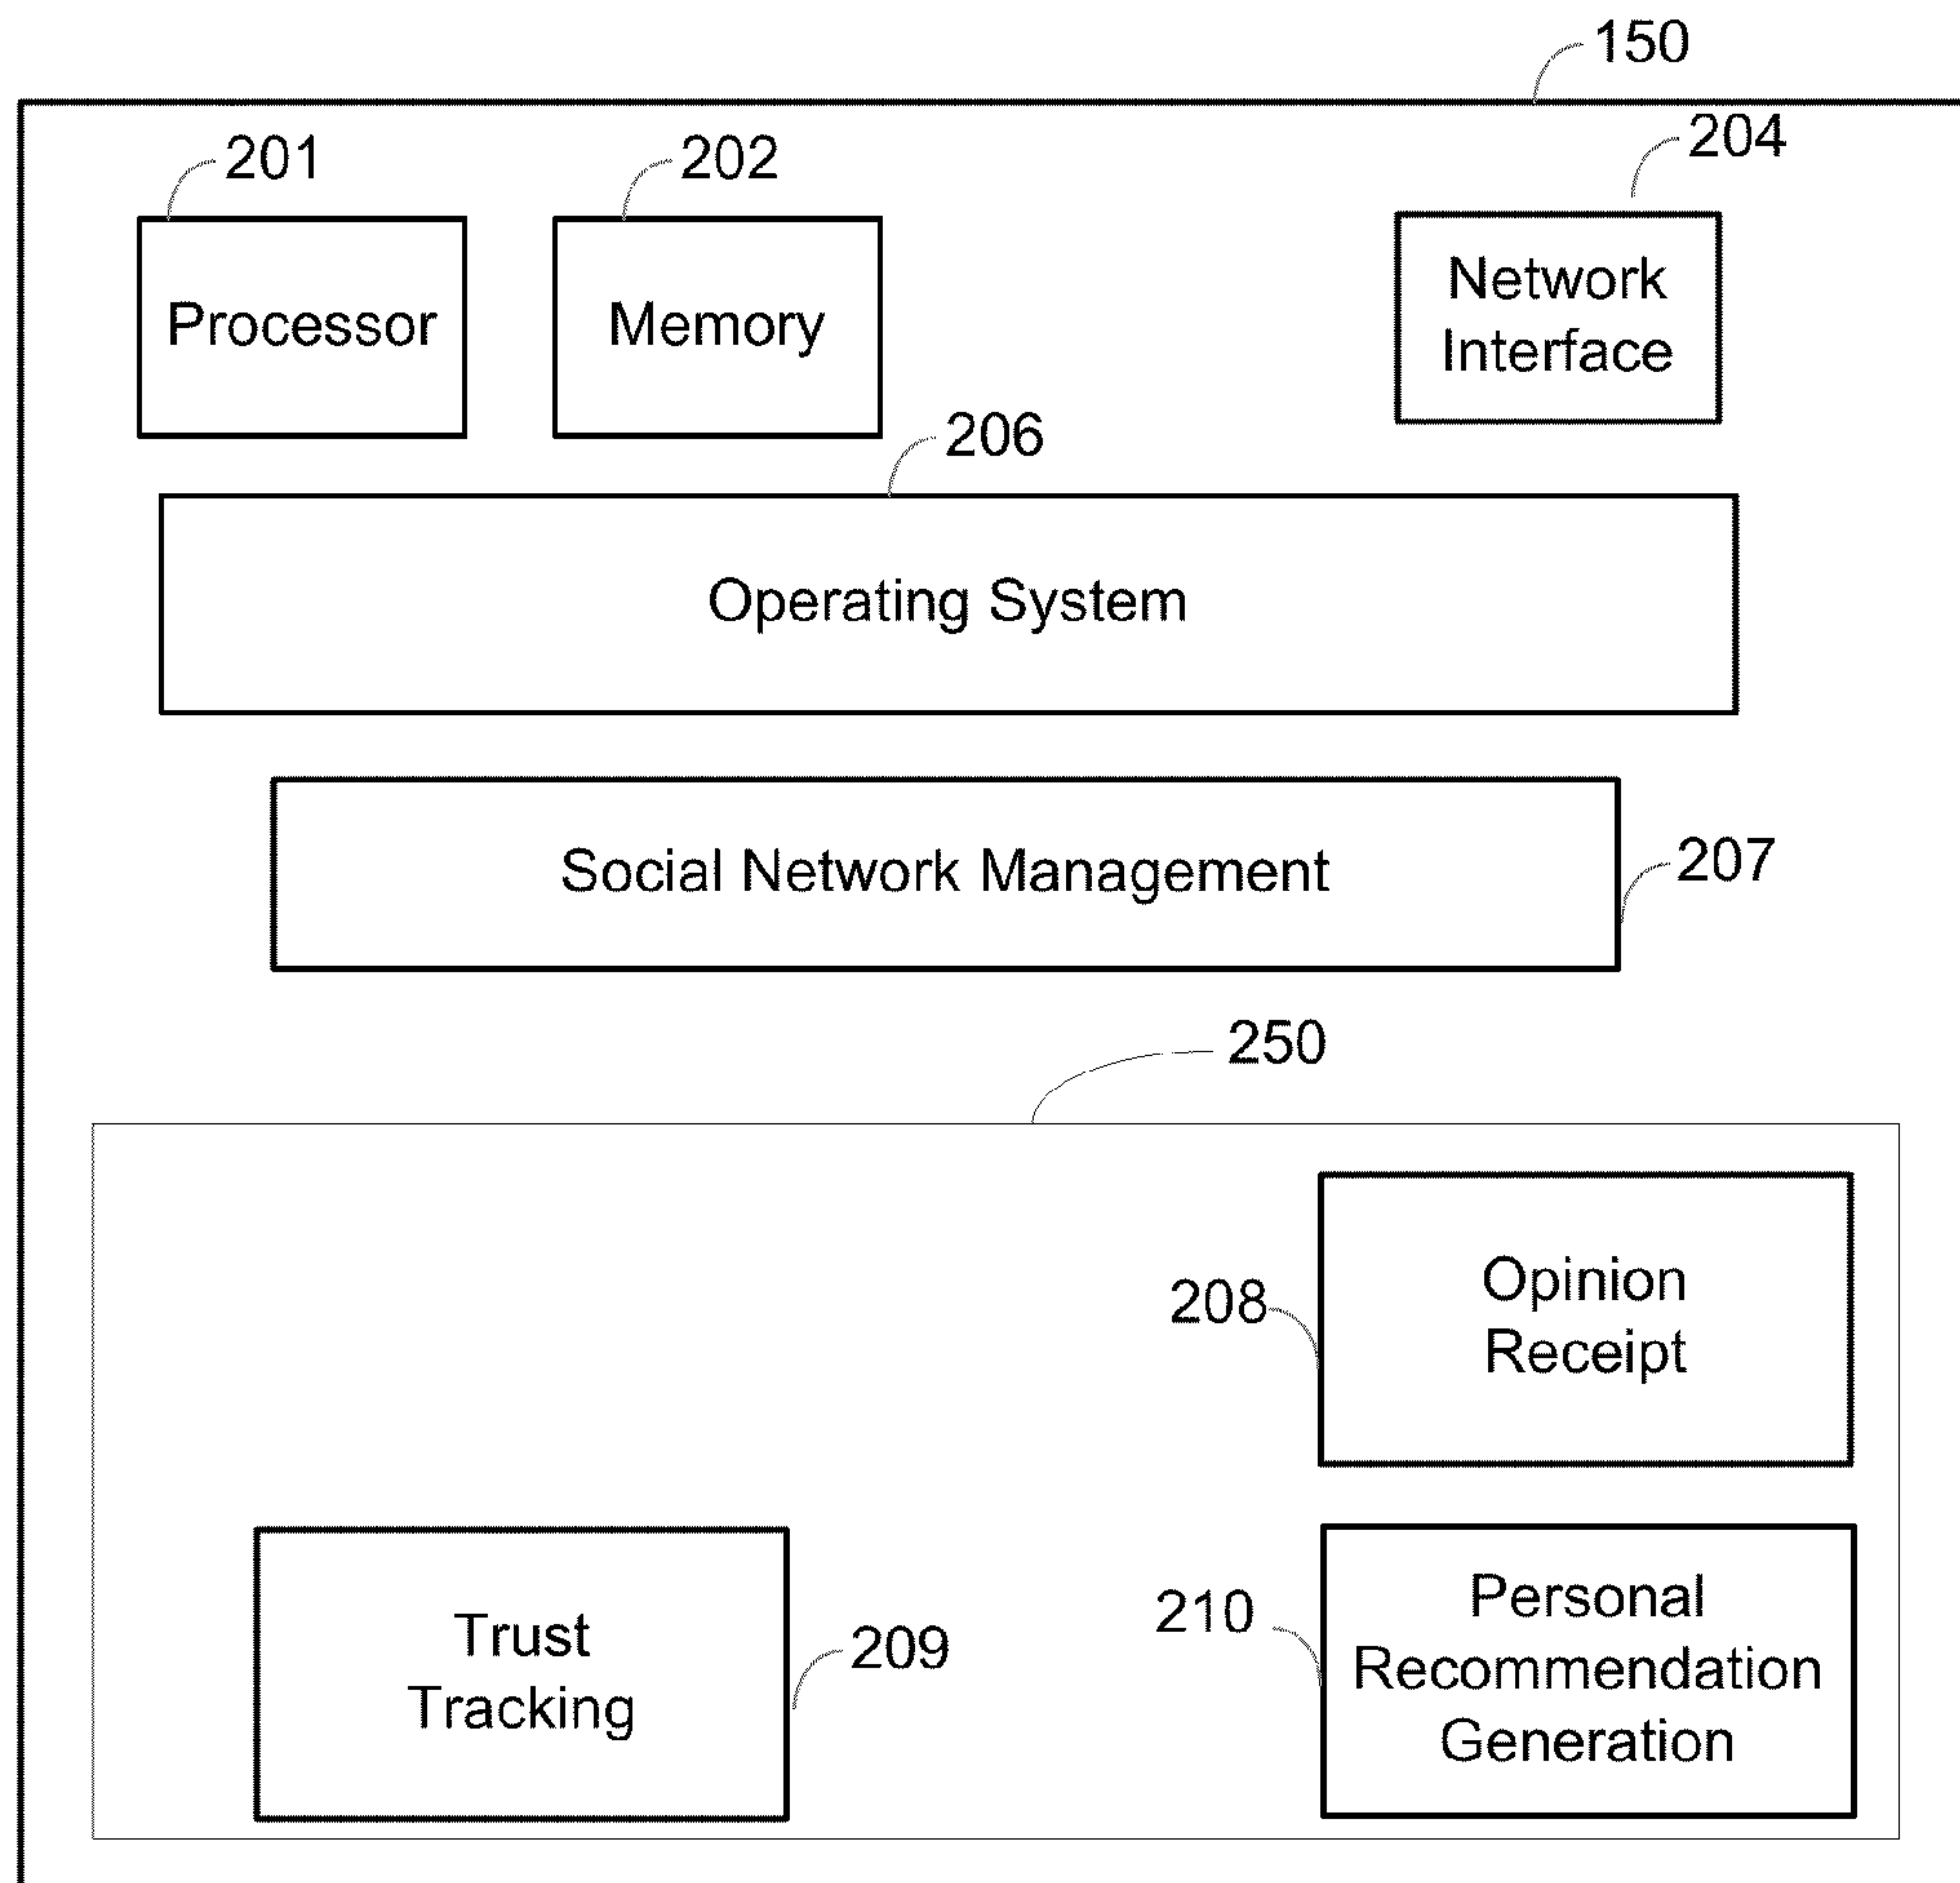 150
201
202
204
Processor
Memory
Network
Interface
206
Operating System
Social Network Management
207
250
208
Opinion
Receipt
Trust
Tracking
209
210
Personal
Recommendation
Generation